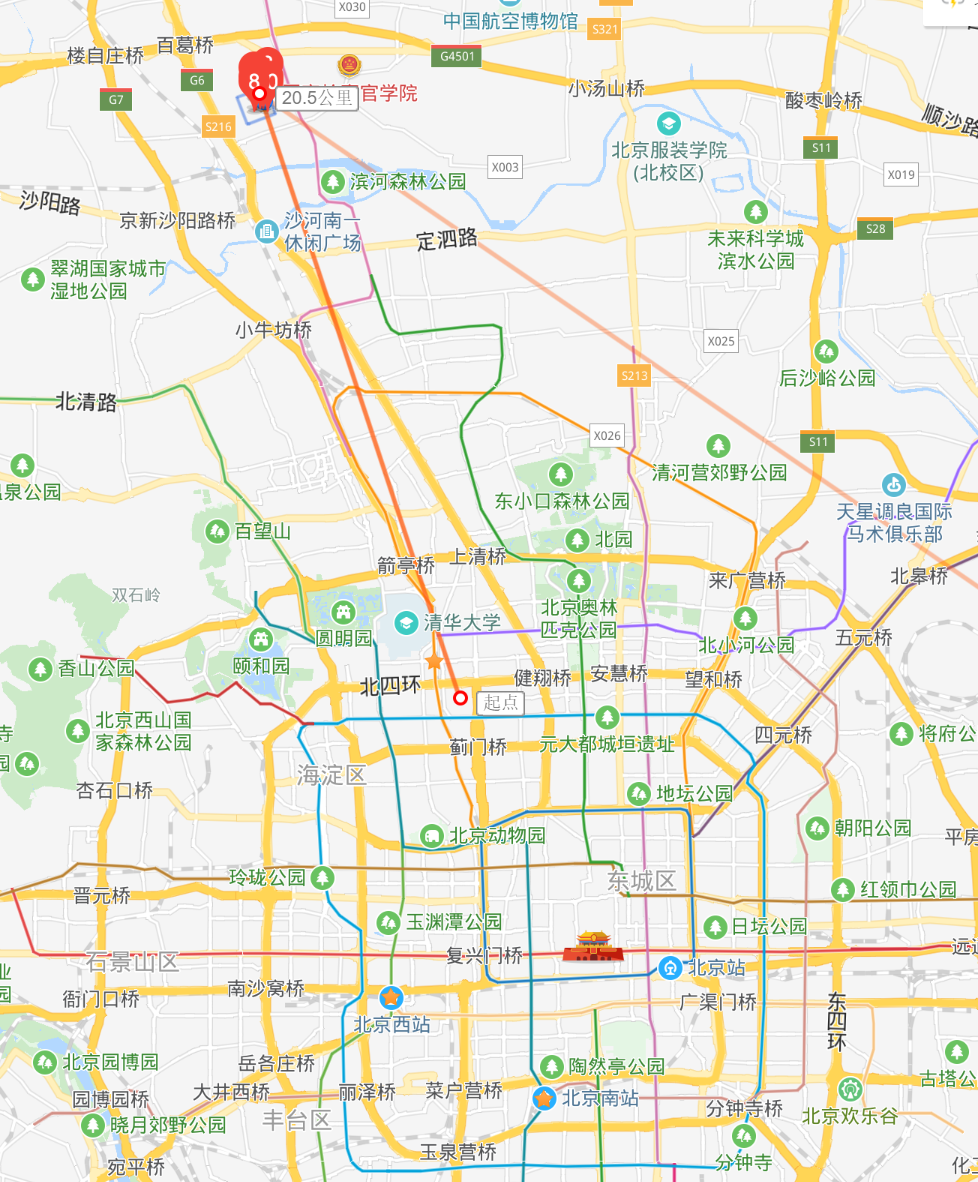 X030
中国航空博物馆
S321
百葛桥
楼自庄桥
G4501
G6
小汤山桥
20.5公里
官学院
G7
酸枣岭桥
顺沙路
S216
S11
北京服装学院
(北校区)
X003
X019
滨河森林公园
沙阳路
京新沙阳路桥
沙河南一
休闲广场
定泗路
未来科学城
滨水公园
S28
翠湖国家城市
湿地公园
小牛坊桥
X025
后沙峪公园
S213
北清路
X026
S11
清河营郊野公园
温泉公园
东小口森林公园
天星调良国际
马术俱乐部
百望山
北园
箭亭桥
上清桥
来广营桥
北皋桥
双石岭
北京奥林
匹克公园
圆明园
清华大学
五元桥
北小河公园
颐和园
香山公园
北四环
健翔桥
安慧桥
望和桥
起点
北京西山国
家森林公园
寺
园
将府公
四元桥
蓟门桥
元大都城垣遗址
海淀区
杏石口桥
地坛公园
朝阳公园
北京动物园
平房
玲珑公园
东城区
红领巾公园
晋元桥
玉渊潭公园
日坛公园
复兴门桥
远通
石景山区
北京站
业
园
南沙窝桥
衙门口桥
广渠门桥
北京西站
东四环
北京园博园
岳各庄桥
陶然亭公园
古塔公
大井西桥
丽泽桥
菜户营桥
园博园桥
北京南站
分钟寺桥
北京欢乐谷
丰台区
晓月郊野公园
玉泉营桥
分钟寺
宛平桥
化工